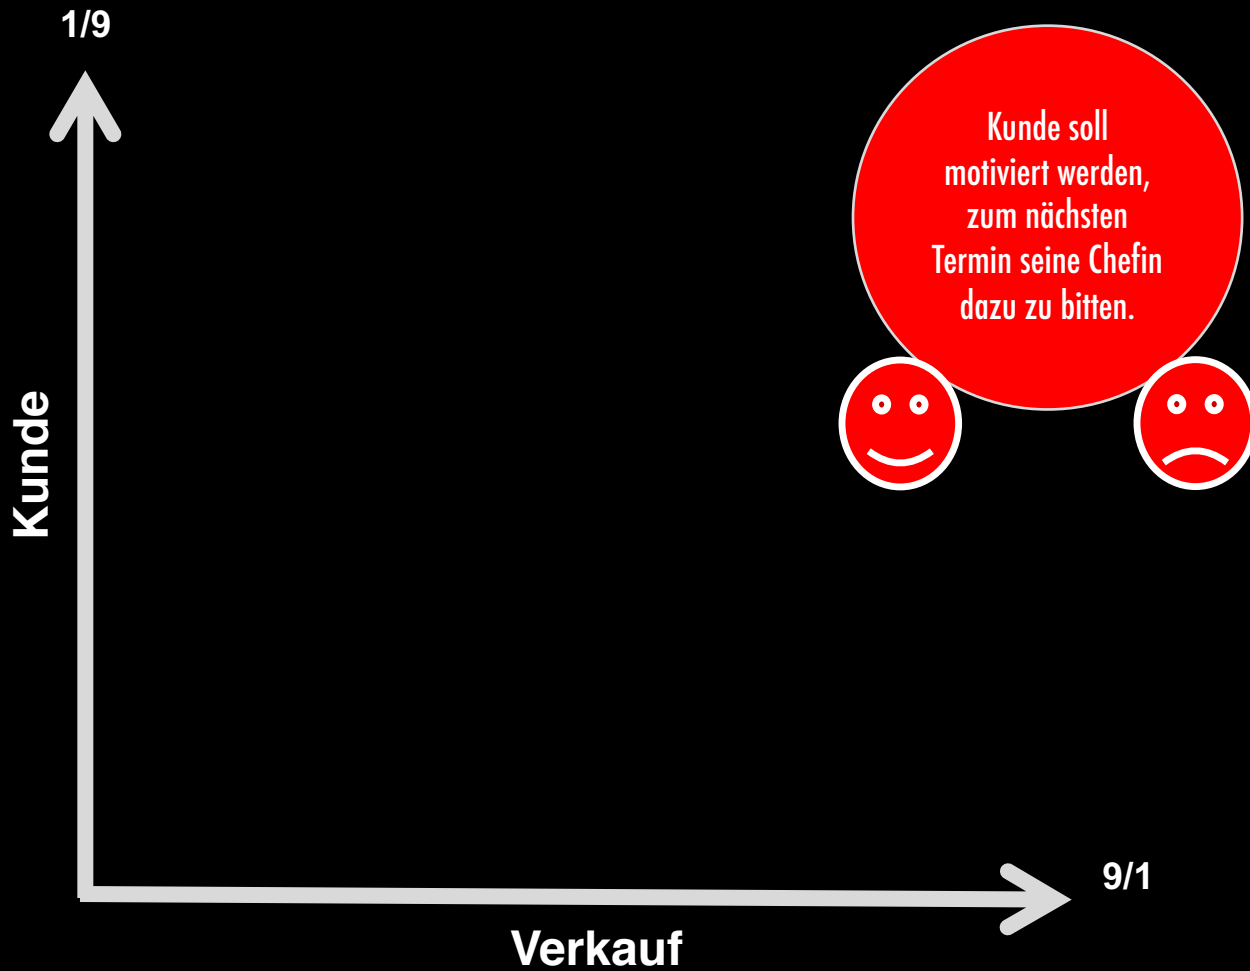 1/9
Kunde soll
motiviert werden,
zum nächsten
Termin seine Chefin
dazu zu bitten.
Kunde
9/1
Verkauf